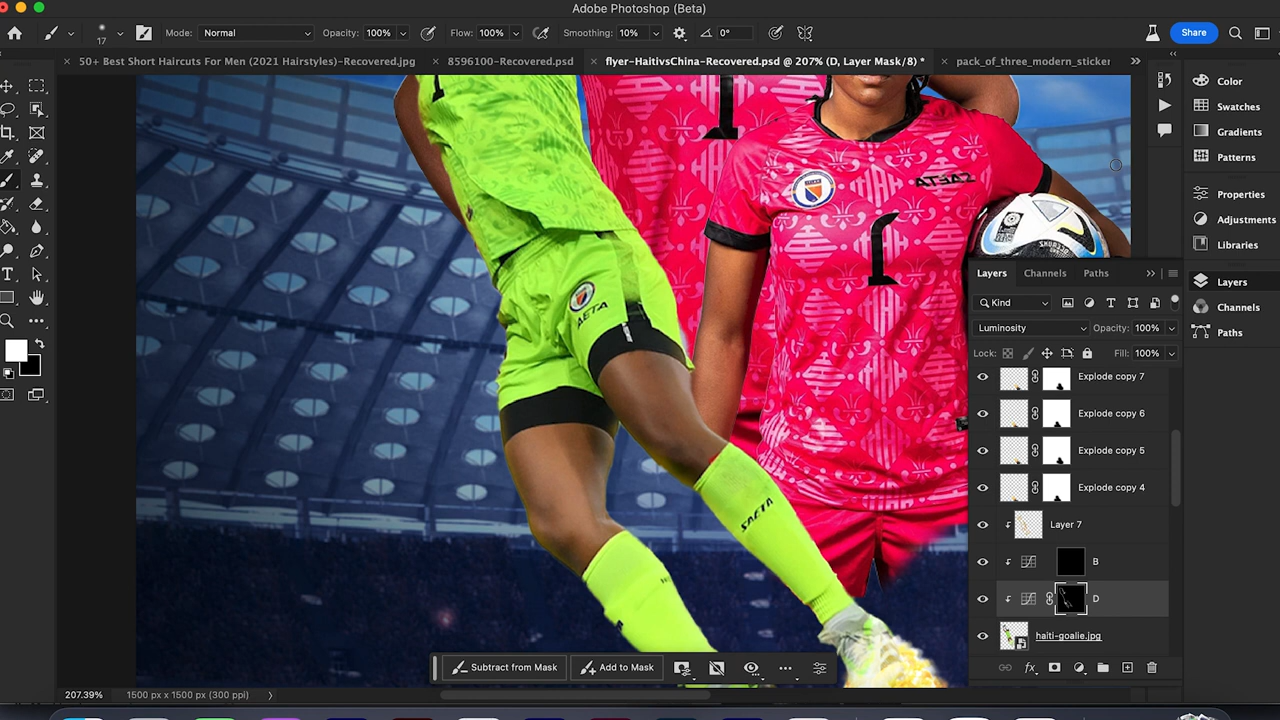 Adobe Photoshop (Beta)
17
Mode: Normal
Opacity: 100%
Flow: 100%
Smoothing: 10%
0°
Share
× 50+ Best Short Haircuts For Men (2021 Hairstyles)-Recovered.jpg
× 8596100-Recovered.psd
× flyer-HaitivsChina-Recovered.psd @ 207% (D, Layer Mask/8) *
× pack_of_three_modern_sticker
Color
Swatches
Gradients
Patterns
Properties
Adjustments
Libraries
Layers
Channels
Paths
Layers Channels Paths
Kind
Luminosity
Opacity: 100%
Lock:
Fill: 100%
Explode copy 7
Explode copy 6
Explode copy 5
Explode copy 4
Layer 7
B
D
haiti-goalie.jpg
1
SAETA
AETA
SAETA
Subtract from Mask
Add to Mask
207.39%
1500 px x 1500 px (300 ppi)